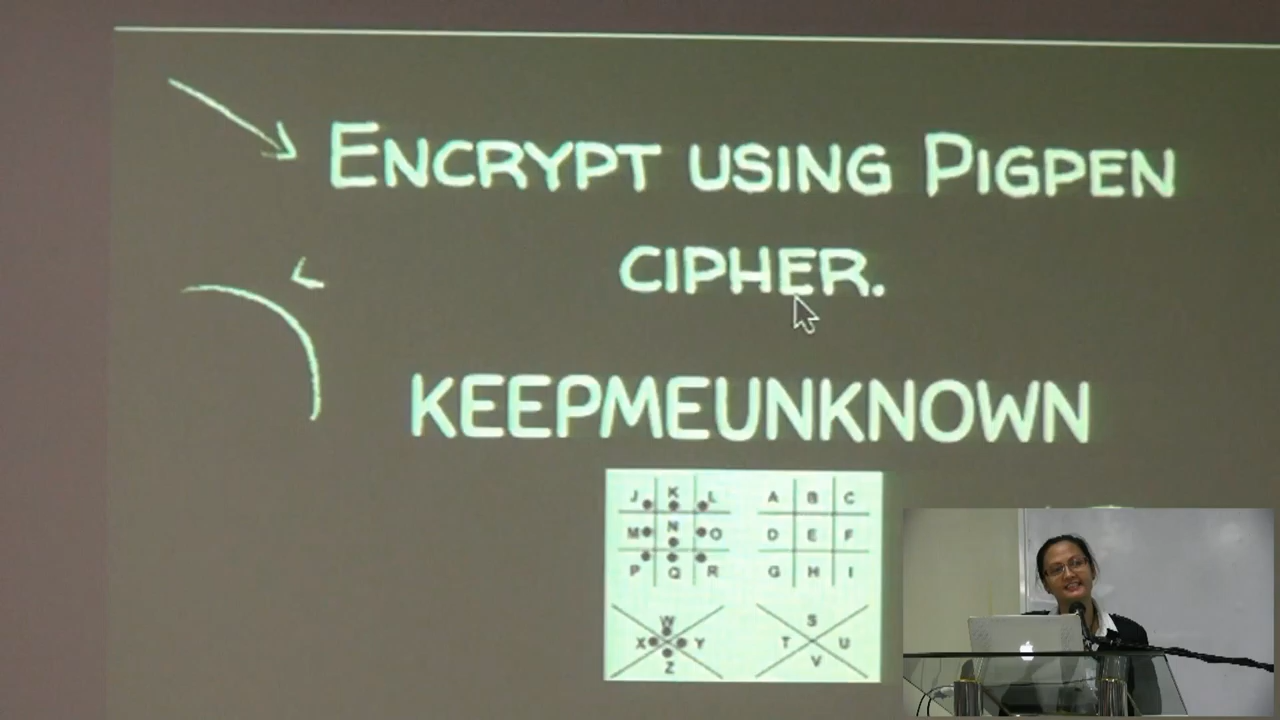 ENCRYPT USING PIGPEN
CIPHER.
KEEPMEUNKNOWN
J K L A B C
M N O D E F
P Q R G H I
W S
X Y T U
Z V